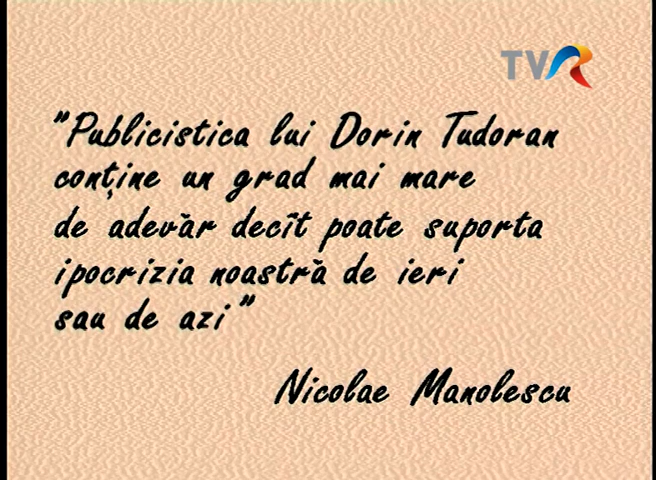 TVR
"Publicistica lui Dorin Tudoran
conține un grad mai mare
de adevăr decît poate suporta
ipocrizia noastră de ieri
sau de azi"
Nicolae Manolescu